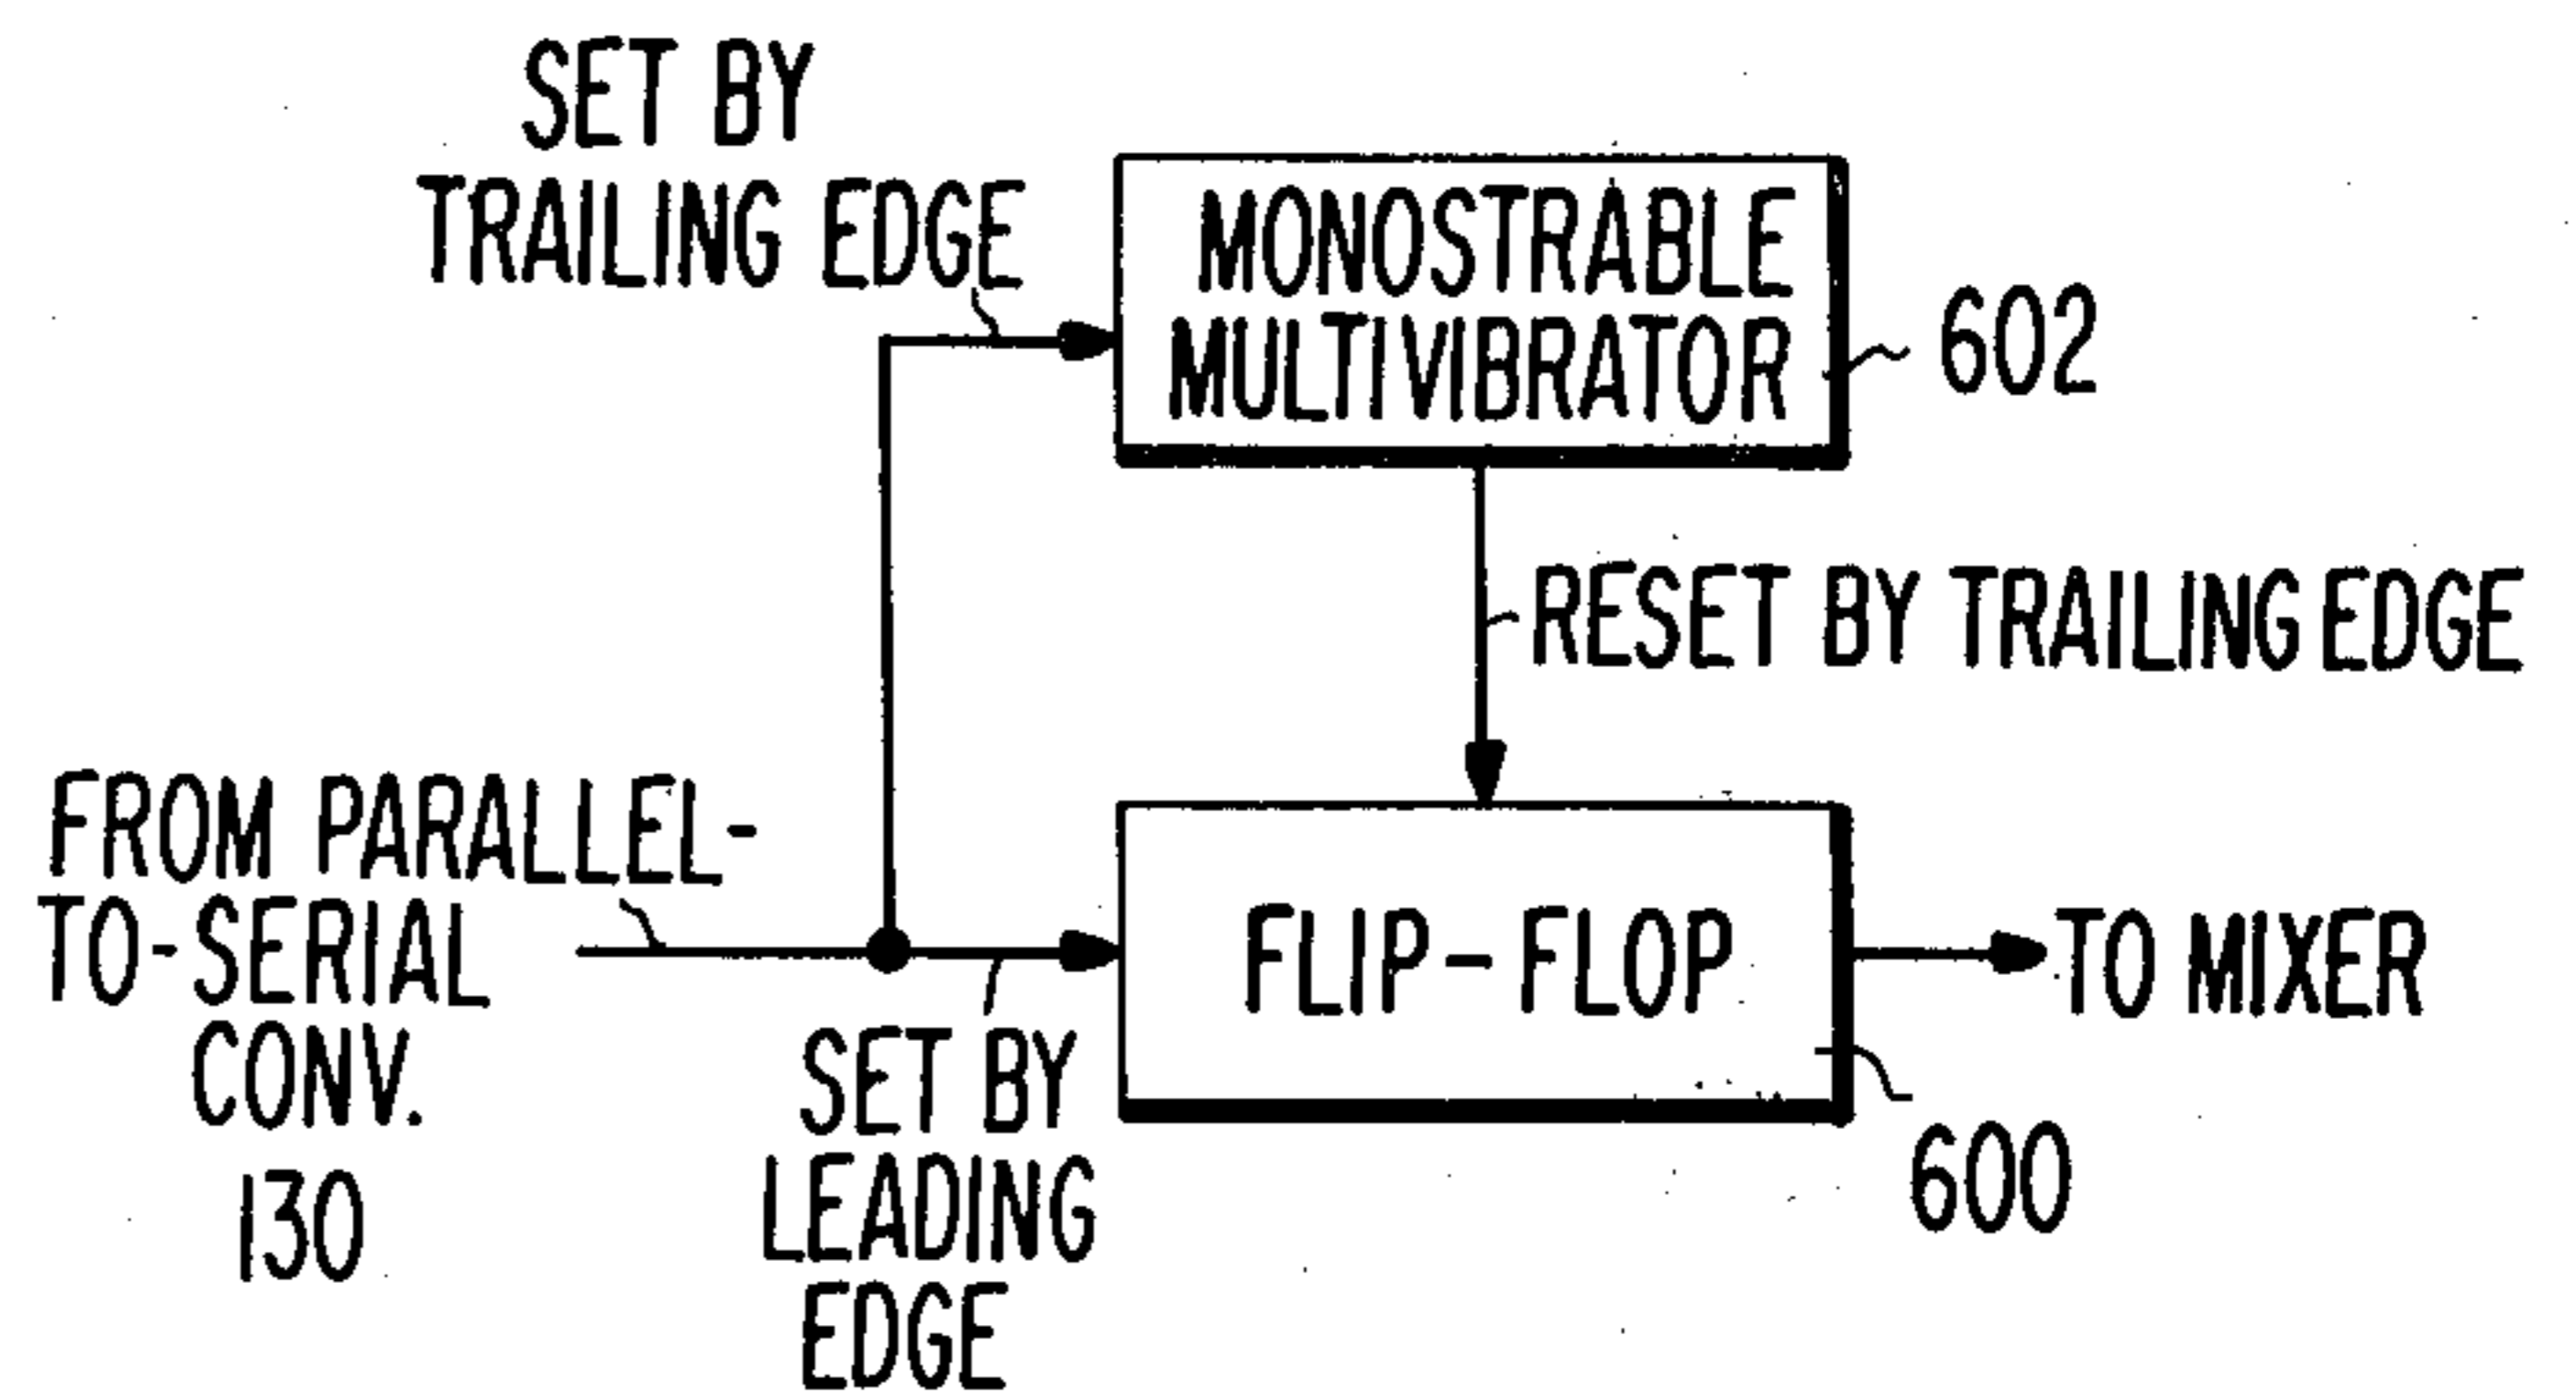 SET BY
TRAILING EDGE
MONOSTRABLE
MULTIVIBRATOR
602
RESET BY TRAILING EDGE
FROM PARALLEL-
TO-SERIAL
CONV.
130
SET BY
LEADING
EDGE
FLIP-FLOP
TO MIXER
600